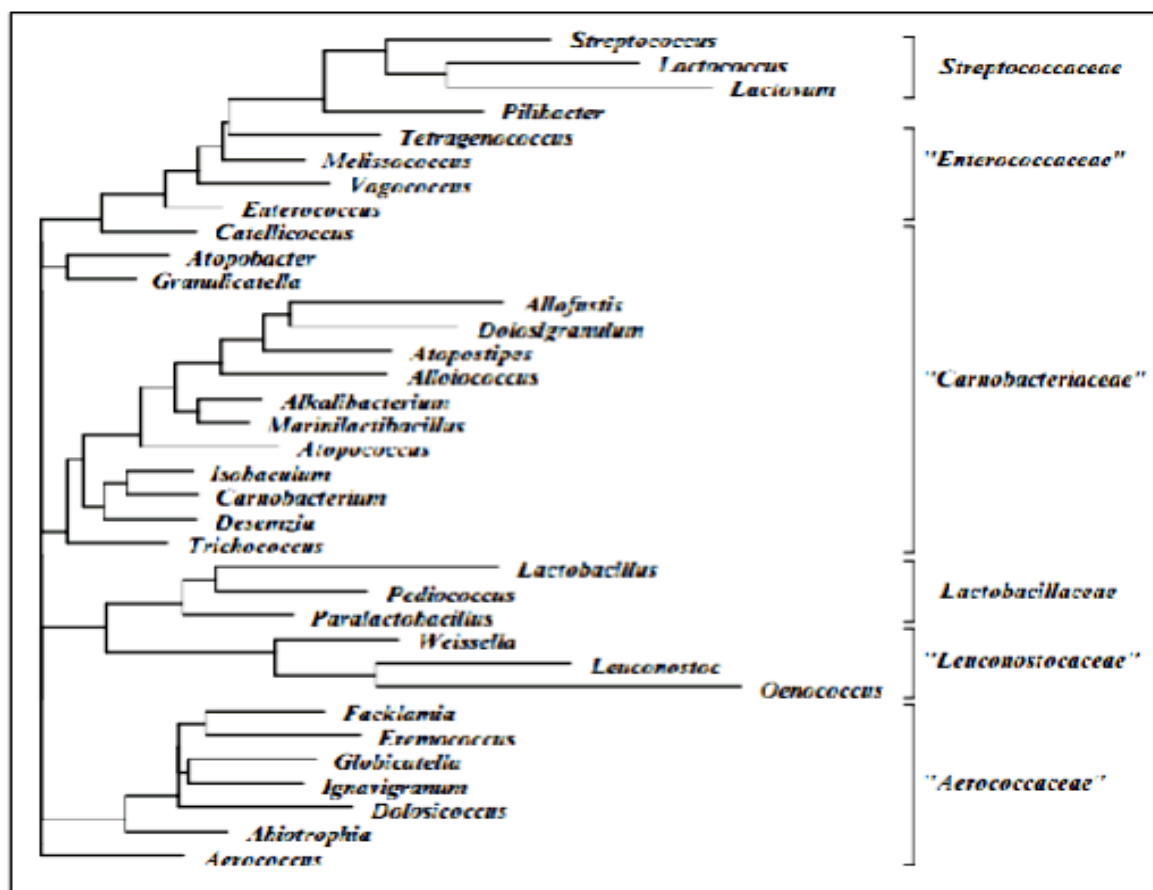 Streptococcus
Lactococcus
Streptococcaceae
Lactovum
Pilibacter
Tetragenococcus
"Enterococcaceae"
Melissococcus
Vagococcus
Enterococcus
Catellicoccus
Atopobacter
Granulicatella
Allofustis
Dolosigranulum
Atopostipes
Alloiococcus
"Carnobacteriaceae"
Alkalibacterium
Marinilactibacillus
Atopococcus
Isobaculum
Carnobacterium
Desemzia
Trichococcus
Lactobacillus
Pediococcus
Lactobacillaceae
Paralactobacillus
Weissella
Leuconostoc
"Leuconostocaceae"
Oenococcus
Facklamia
Eremococcus
Globicatella
Ignavigranum
"Aerococcaceae"
Dolosicoccus
Abiotrophia
Aerococcus